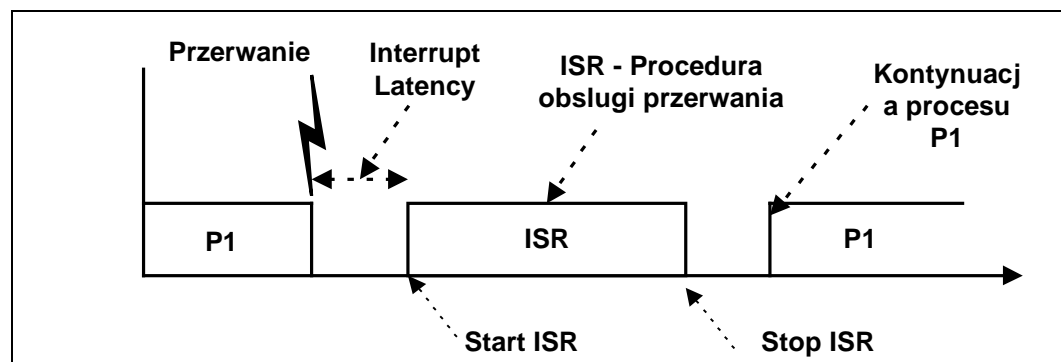 Przerwanie
Interrupt
Latency
ISR - Procedura
obslugi przerwania
Kontynuacj
a procesu
P1
P1
ISR
P1
Start ISR
Stop ISR